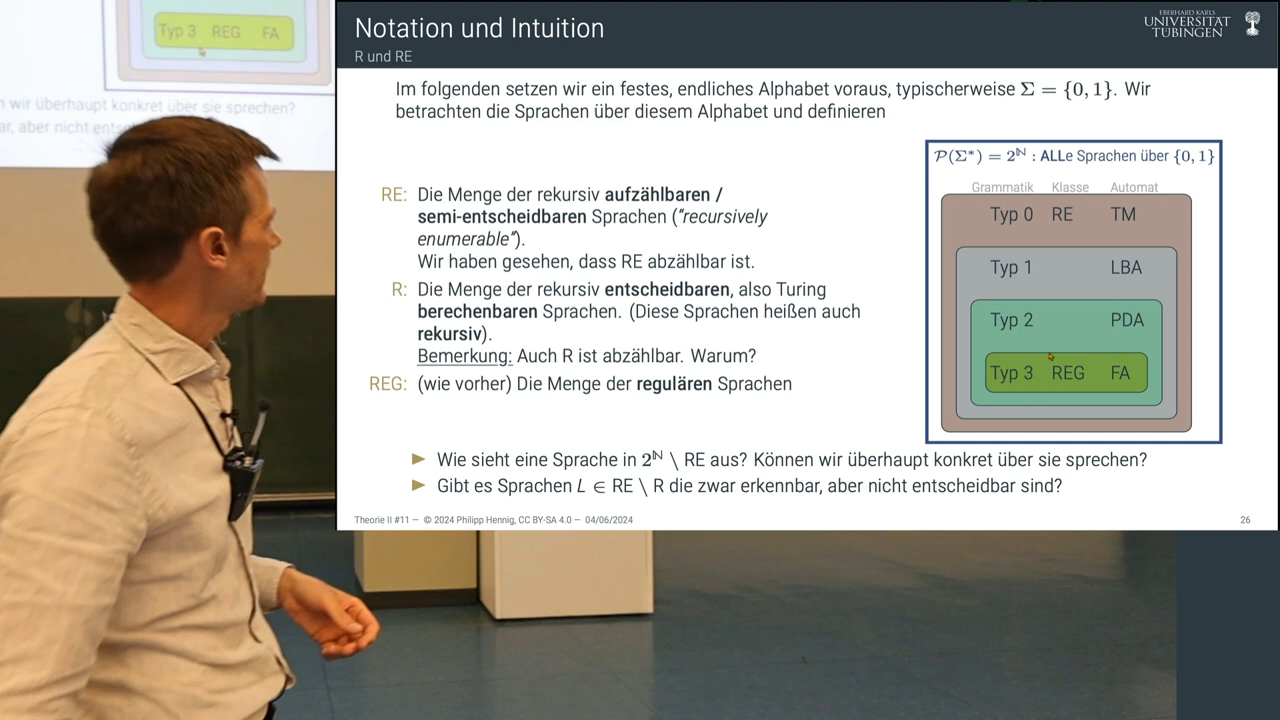 Typ 3 REG FA
wir überhaupt konkret über sie sprechen?
ar, aber nicht
Notation und Intuition
R und RE
EBERHARD KARLS
UNIVERSITÄT
TÜBINGEN
Im folgenden setzen wir ein festes, endliches Alphabet voraus, typischerweise Σ = {0, 1}. Wir
betrachten die Sprachen über diesem Alphabet und definieren
RE: Die Menge der rekursiv aufzählbaren /
semi-entscheidbaren Sprachen (“recursively
enumerable”).
Wir haben gesehen, dass RE abzählbar ist.
R: Die Menge der rekursiv entscheidbaren, also Turing
berechenbaren Sprachen. (Diese Sprachen heißen auch
rekursiv).
Bemerkung: Auch R ist abzählbar. Warum?
REG: (wie vorher) Die Menge der regulären Sprachen
𝒫(Σ*) = 2^ℕ : ALLe Sprachen über {0, 1}
Grammatik Klasse Automat
Typ 0 RE TM
Typ 1 LBA
Typ 2 PDA
Typ 3 REG FA
► Wie sieht eine Sprache in 2^ℕ \ RE aus? Können wir überhaupt konkret über sie sprechen?
► Gibt es Sprachen L ∈ RE \ R die zwar erkennbar, aber nicht entscheidbar sind?
Theorie II #11 — © 2024 Philipp Hennig, CC BY-SA 4.0 — 04/06/2024
26